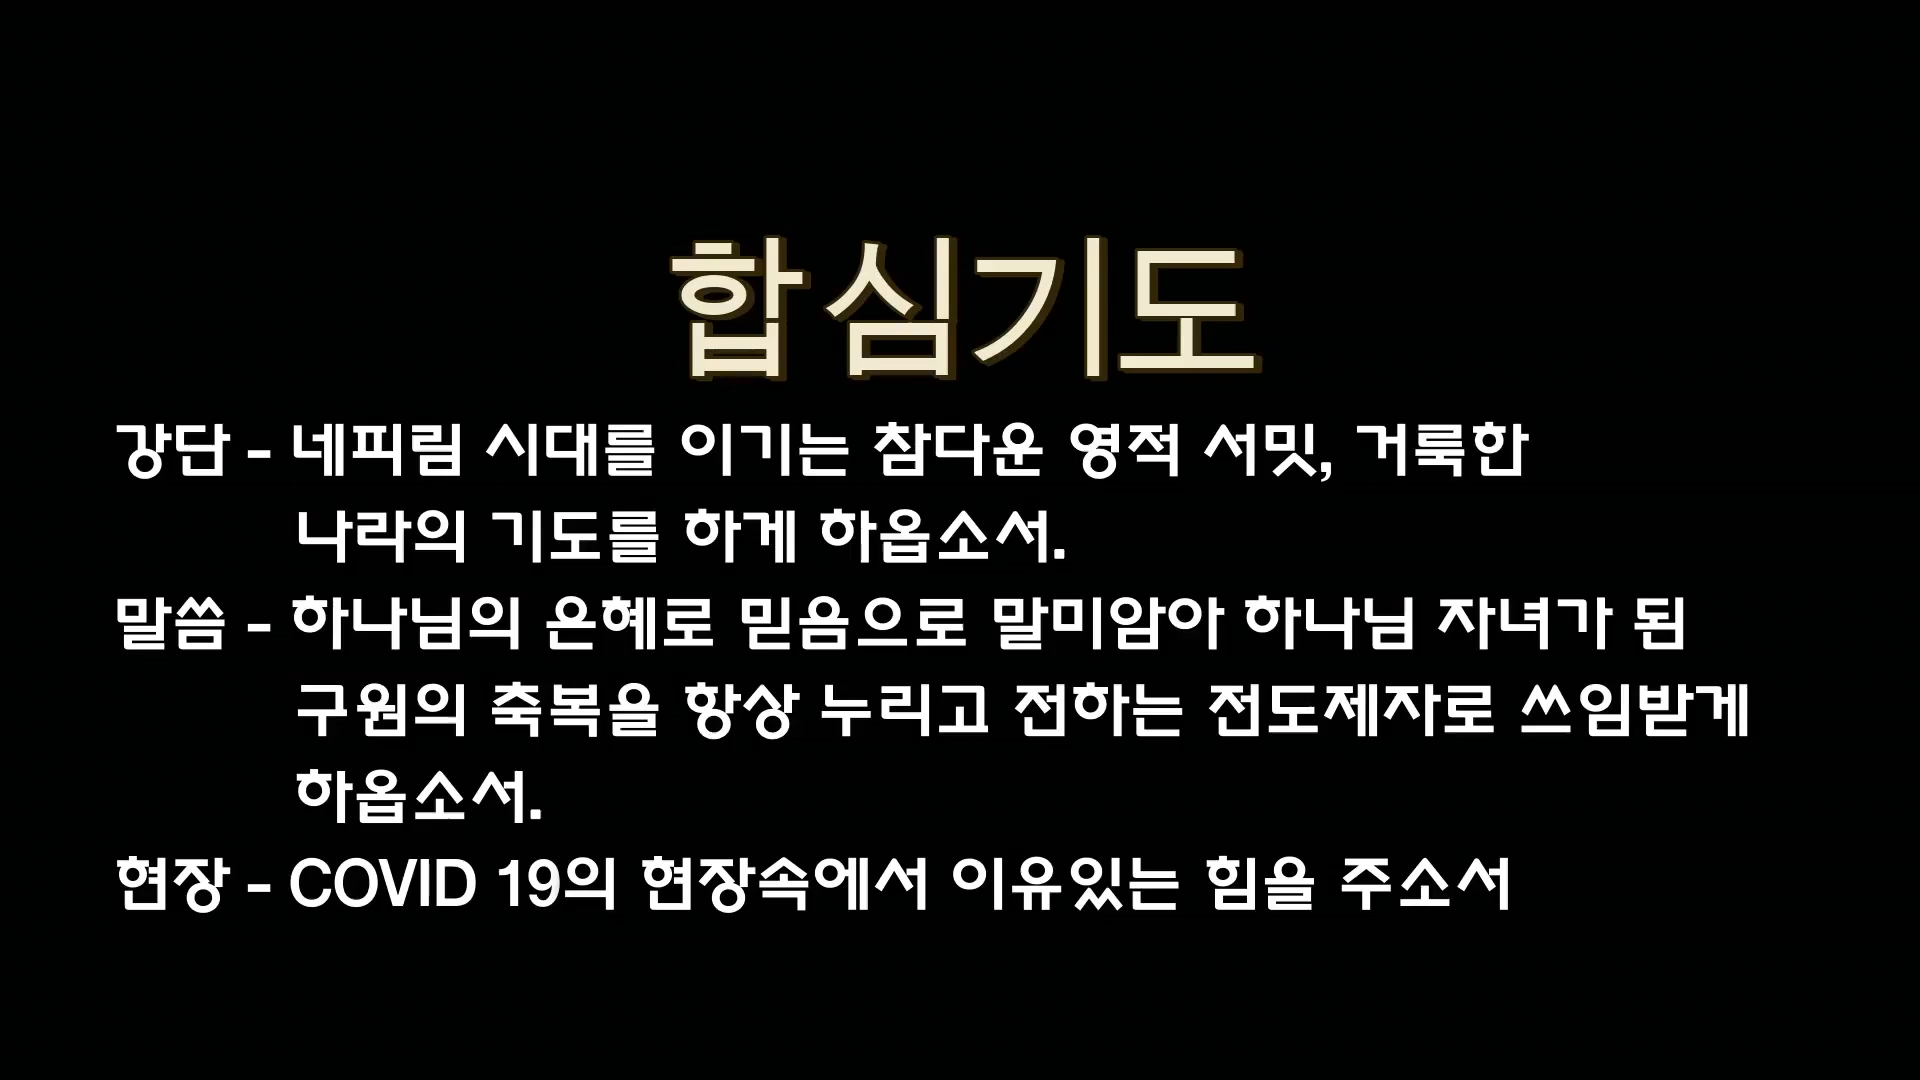 합심기도
강단 - 네피림 시대를 이기는 참다운 영적 서밋, 거룩한
나라의 기도를 하게 하옵소서.
말씀 - 하나님의 은혜로 믿음으로 말미암아 하나님 자녀가 된
구원의 축복을 항상 누리고 전하는 전도제자로 쓰임받게
하옵소서.
현장 - COVID 19의 현장속에서 이유있는 힘을 주소서